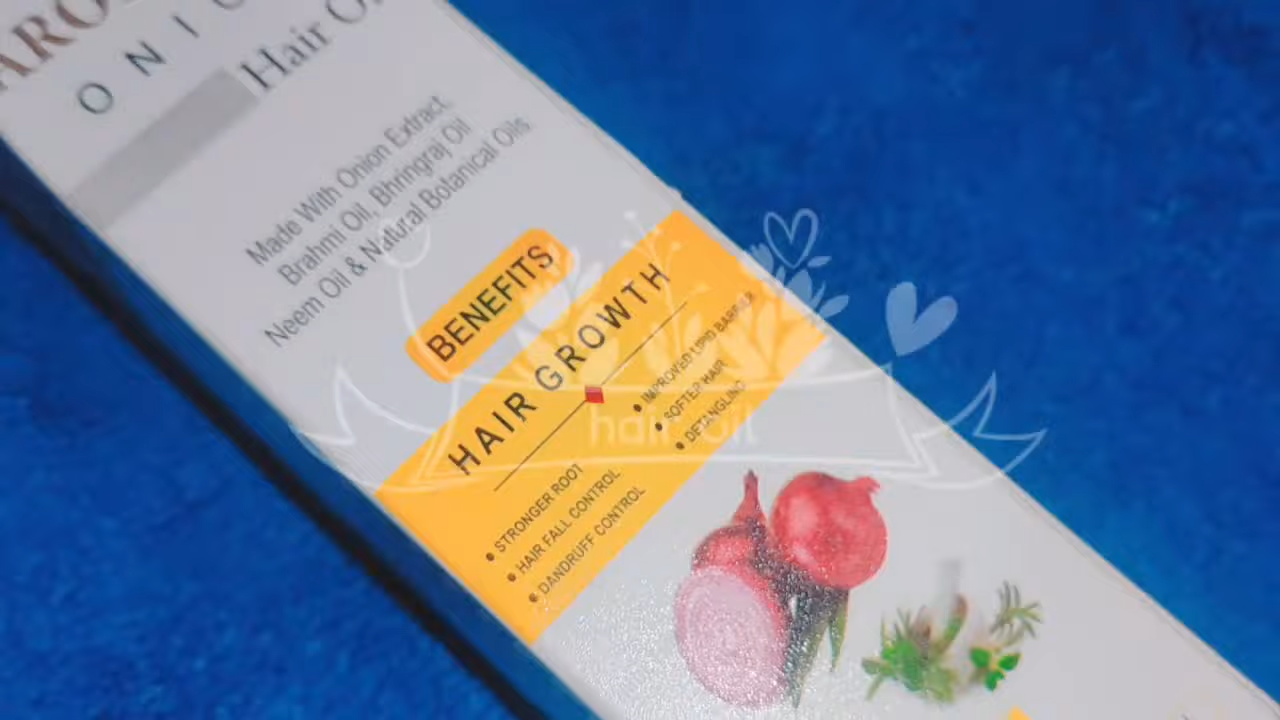 ONIO
Hair O
Made With Onion Extract,
Brahmi Oil, Bhringraj Oil
Neem Oil & Natural Botanical Oils
BENEFITS
HAIR GROWTH
• STRONGER ROOT
• HAIR FALL CONTROL
• DANDRUFF CONTROL
• IMPROVED LIPID BARRIER
• SOFTER HAIR
• DETANGLING
hair oil